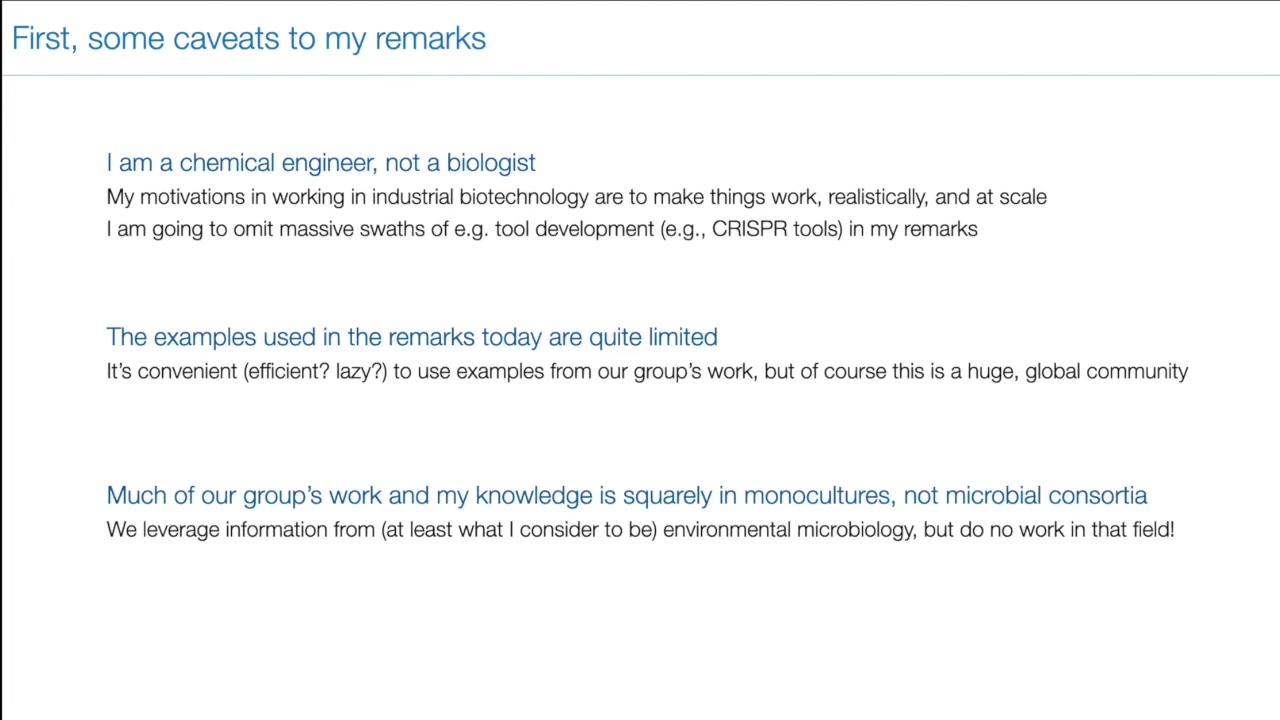 First, some caveats to my remarks
I am a chemical engineer, not a biologist
My motivations in working in industrial biotechnology are to make things work, realistically, and at scale
I am going to omit massive swaths of e.g. tool development (e.g., CRISPR tools) in my remarks
The examples used in the remarks today are quite limited
It’s convenient (efficient? lazy?) to use examples from our group’s work, but of course this is a huge, global community
Much of our group’s work and my knowledge is squarely in monocultures, not microbial consortia
We leverage information from (at least what I consider to be) environmental microbiology, but do no work in that field!